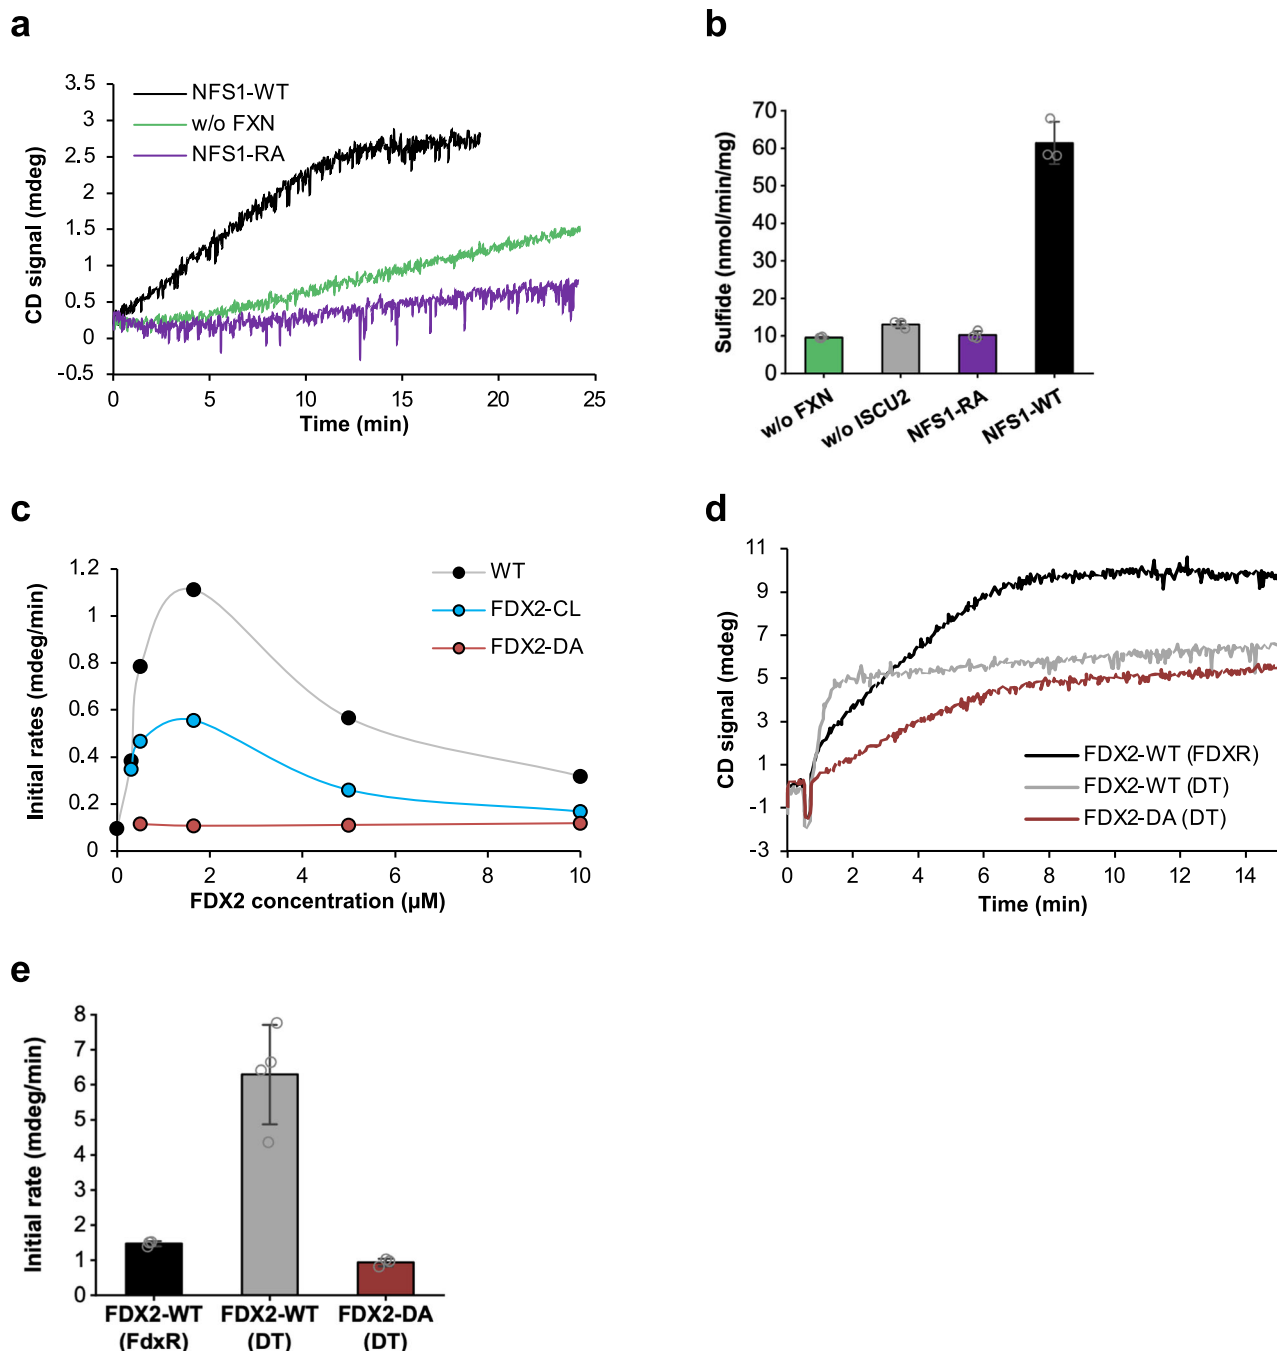 a
3.5
3
2.5
2
1.5
1
0.5
0
-0.5
CD signal (mdeg)
NFS1-WT
w/o FXN
NFS1-RA
0
5
10
15
20
25
Time (min)
b
70
60
50
40
30
20
10
0
Sulfide (nmol/min/mg)
w/o FXN
w/o ISCU2
NFS1-RA
NFS1-WT
c
1.2
1
0.8
0.6
0.4
0.2
0
Initial rates (mdeg/min)
WT
FDX2-CL
FDX2-DA
0
2
4
6
8
10
FDX2 concentration (µM)
d
11
9
7
5
3
1
-1
-3
CD signal (mdeg)
FDX2-WT (FDXR)
FDX2-WT (DT)
FDX2-DA (DT)
0
2
4
6
8
10
12
14
Time (min)
e
8
7
6
5
4
3
2
1
0
Initial rate (mdeg/min)
FDX2-WT
(FdxR)
FDX2-WT
(DT)
FDX2-DA
(DT)